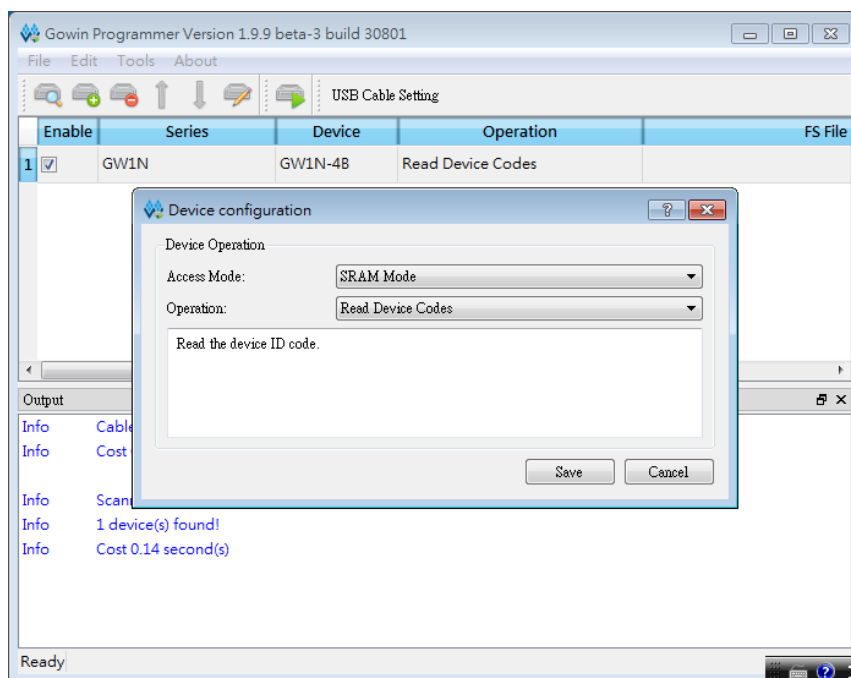 Gowin Programmer Version 1.9.9 beta-3 build 30801
File Edit Tools About
USB Cable Setting
Enable Series Device Operation FS File
1 GW1N GW1N-4B Read Device Codes
Device configuration
Device Operation
Access Mode: SRAM Mode
Operation: Read Device Codes
Read the device ID code.
Save Cancel
Output
Info Cable
Info Cost
Info Scan
Info 1 device(s) found!
Info Cost 0.14 second(s)
Ready